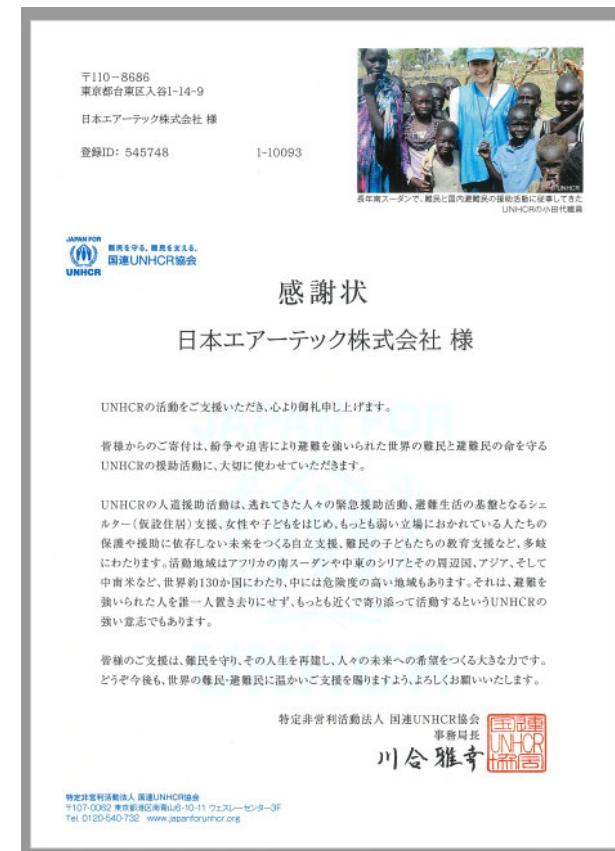 〒110-8686
東京都台東区入谷1-14-9
日本エアーテック株式会社 様
登録ID: 545748 1-10093
UNHCR
長年南スーダンで、難民と国内避難民の援助活動に従事してきた
UNHCRの小田代職員
JAPAN FOR
UNHCR
難民を守る。難民を支える。
国連UNHCR協会
感謝状
日本エアーテック株式会社 様
JAPAN FOR
UNHCRの活動をご支援いただき、心より御礼申し上げます。
皆様からのご寄付は、紛争や迫害により避難を強いられた世界の難民と避難民の命を守る
UNHCRの援助活動に、大切に使わせていただきます。
UNHCRの人道援助活動は、逃れてきた人々の緊急援助活動、避難生活の基盤となるシェ
ルター（仮設住居）支援、女性や子どもをはじめ、もっとも弱い立場におかれている人たちの
保護や援助に依存しない未来をつくる自立支援、難民の子どもたちの教育支援など、多岐
にわたります。活動地域はアフリカの南スーダンや中東のシリアとその周辺国、アジア、そして
中南米など、世界約130か国にわたり、中には危険度の高い地域もあります。それは、避難を
強いられた人を誰一人置き去りにせず、もっとも近くで寄り添って活動するというUNHCRの
強い意志でもあります。
皆様のご支援は、難民を守り、その人生を再建し、人々の未来への希望をつくる大きな力です。
どうぞ今後も、世界の難民・避難民に温かいご支援を賜りますよう、よろしくお願いいたします。
特定非営利活動法人 国連UNHCR協会
事務局長
川合雅幸
国連
UNHCR
協会
特定非営利活動法人 国連UNHCR協会
〒107-0062 東京都港区南青山6-10-11 ウェスレーセンター3F
Tel. 0120-540-732 www.japanforunhcr.org